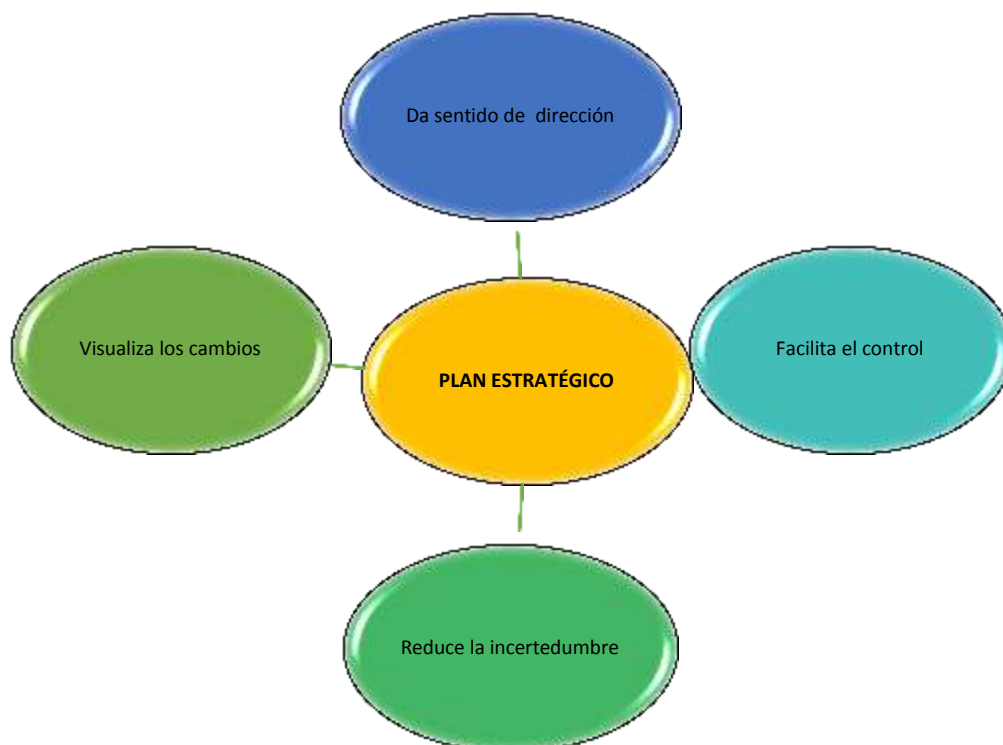 Da sentido de dirección
Visualiza los cambios
PLAN ESTRATÉGICO
Facilita el control
Reduce la incertedumbre